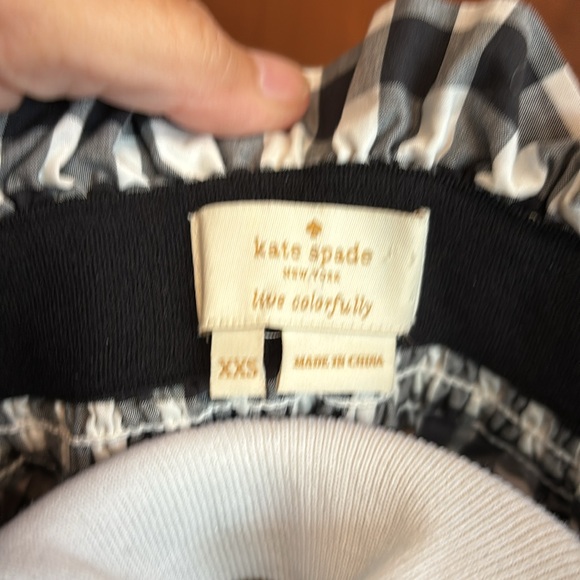 kate spade
NEW YORK
live colorfully
XXS
MADE IN CHINA